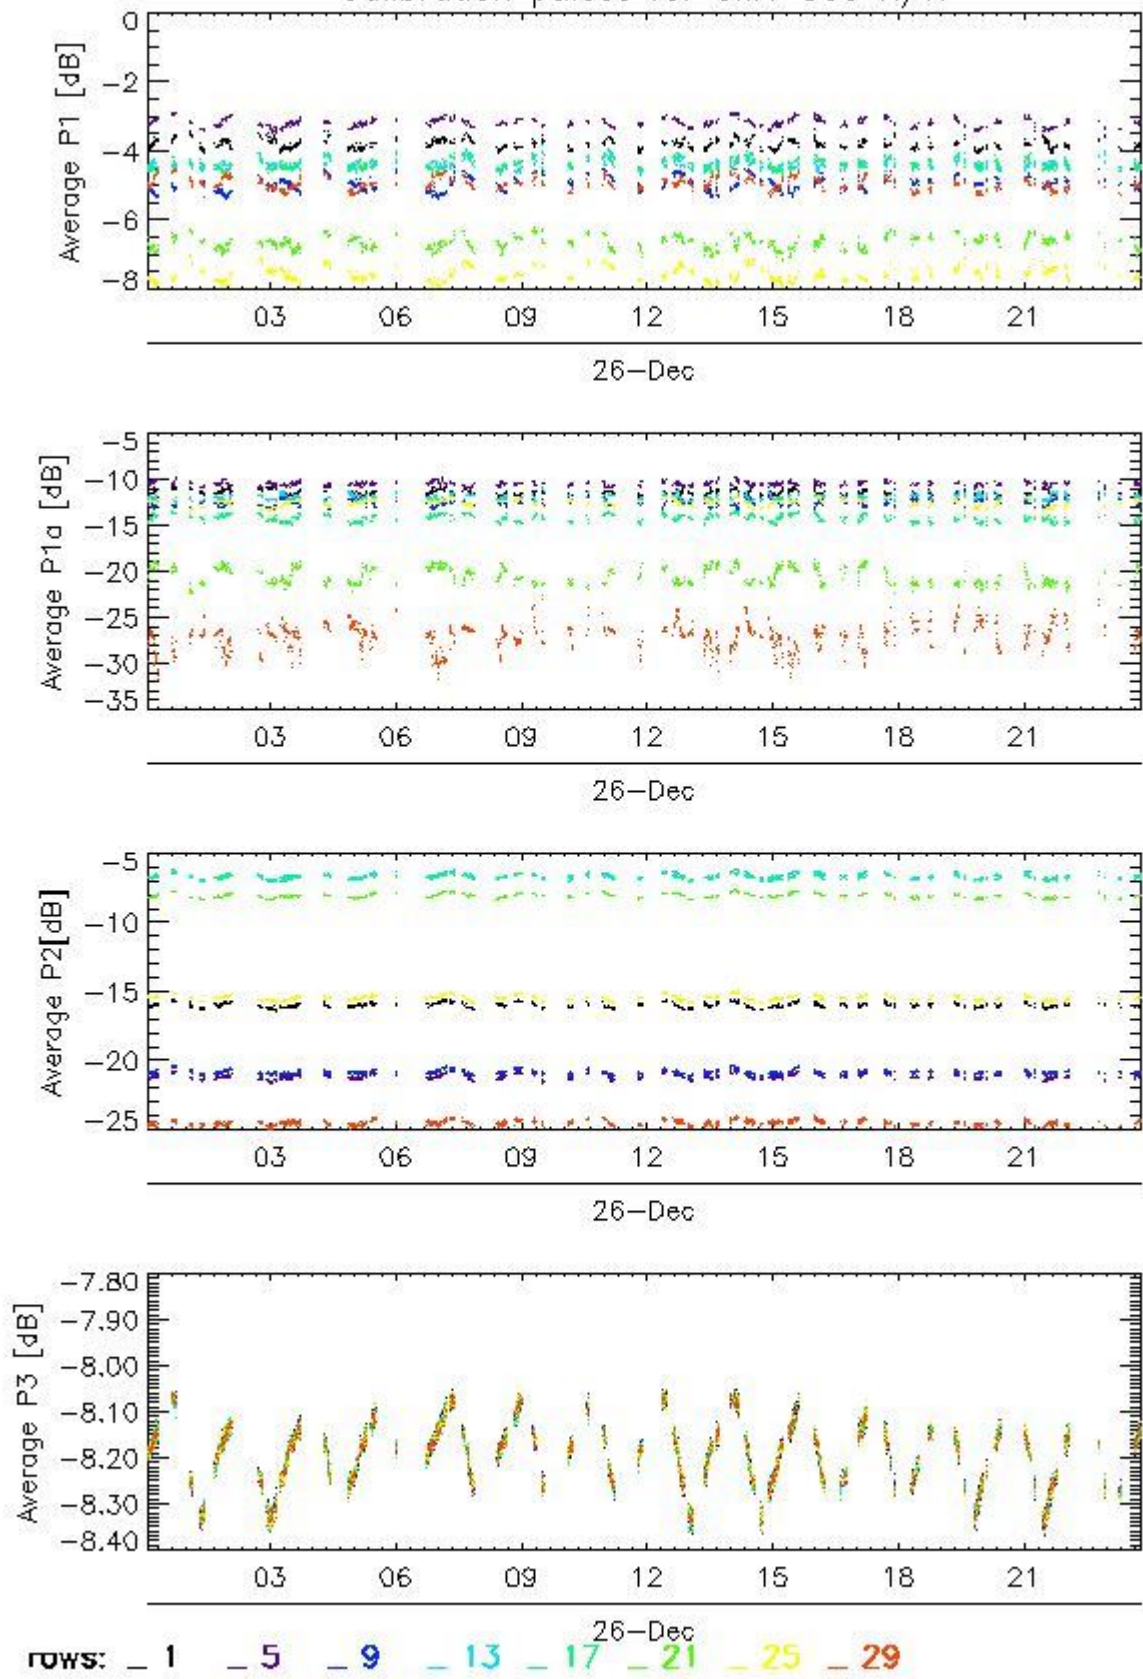 Average P1 [dB]
0
−2
−4
−6
−8
03 06 09 12 15 18 21
26−Dec
Average P1a [dB]
−5
−10
−15
−20
−25
−30
−35
03 06 09 12 15 18 21
26−Dec
Average P2[dB]
−5
−10
−15
−20
−25
03 06 09 12 15 18 21
26−Dec
Average P3 [dB]
−7.80
−7.90
−8.00
−8.10
−8.20
−8.30
−8.40
03 06 09 12 15 18 21
26−Dec
rows: _ 1 _ 5 _ 9 _ 13 _ 17 _ 21 _ 25 _ 29